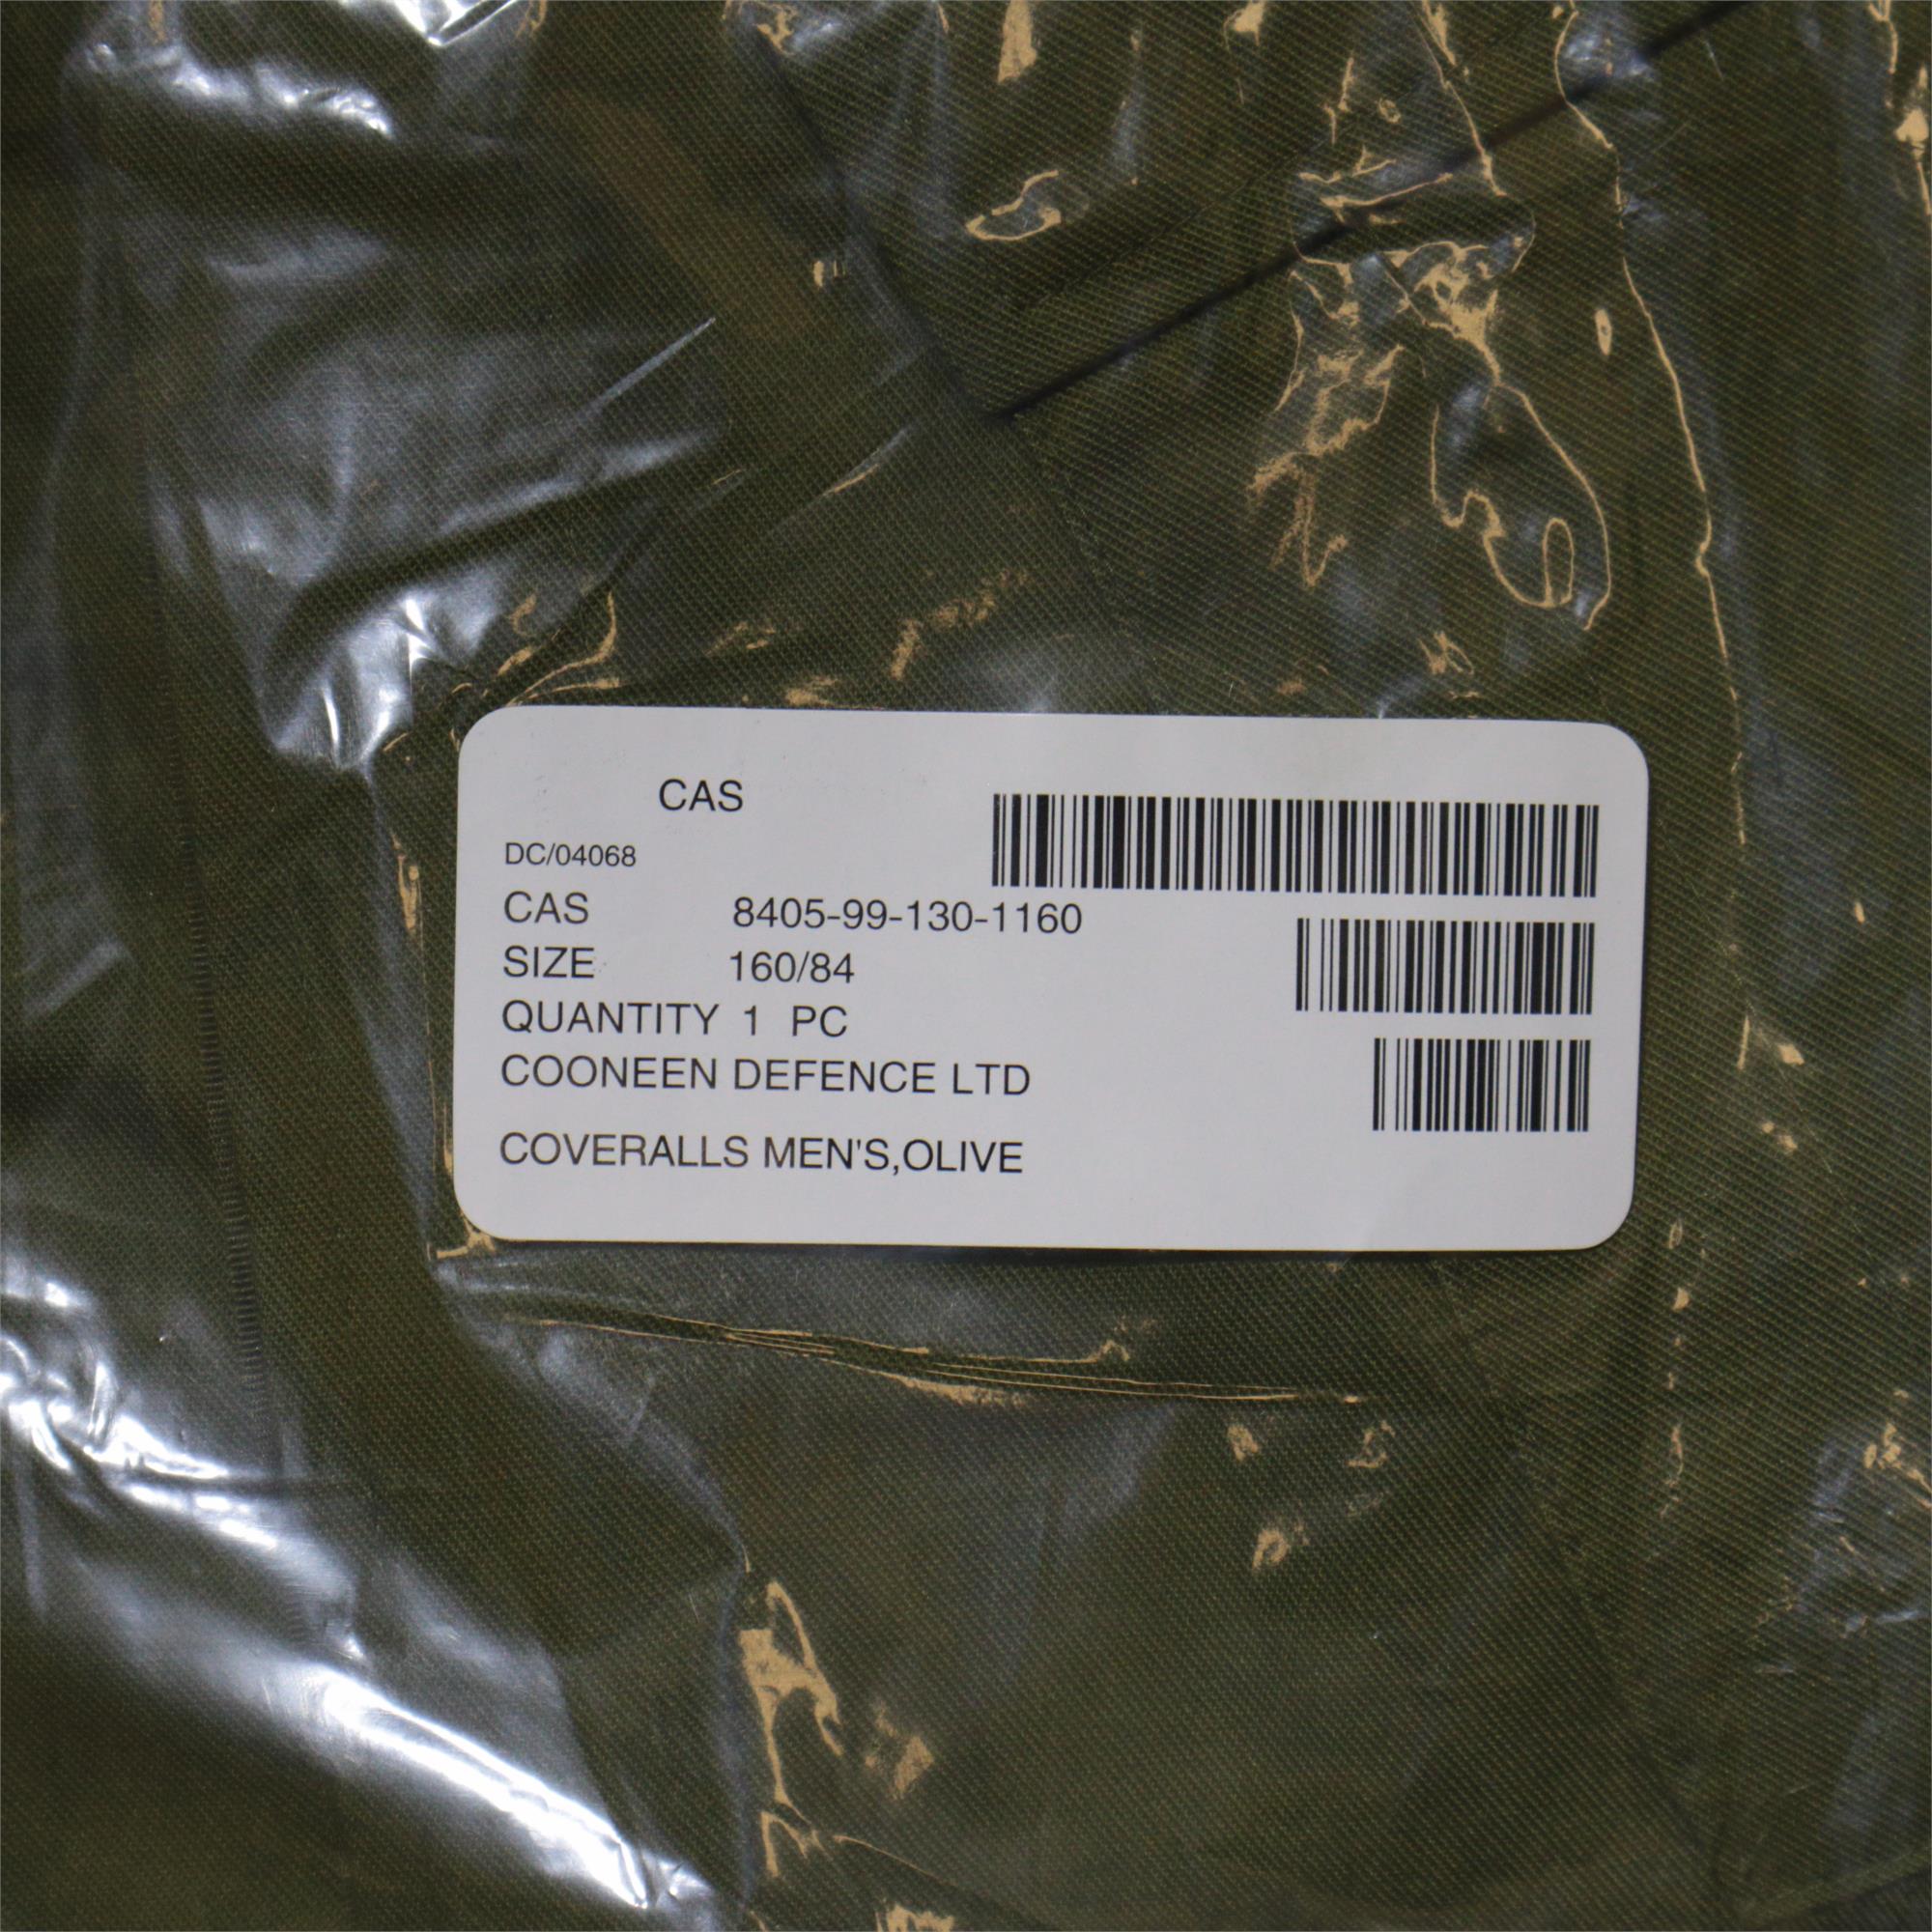 CAS
DC/04068
CAS 8405-99-130-1160
SIZE 160/84
QUANTITY 1 PC
COONEEN DEFENCE LTD
COVERALLS MEN'S,OLIVE